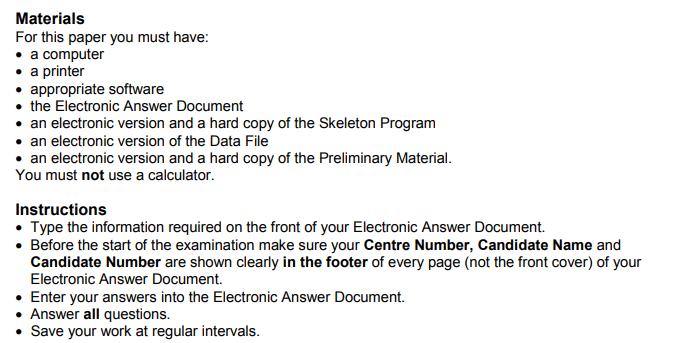 Materials
For this paper you must have:
• a computer
• a printer
• appropriate software
• the Electronic Answer Document
• an electronic version and a hard copy of the Skeleton Program
• an electronic version of the Data File
• an electronic version and a hard copy of the Preliminary Material.
You must not use a calculator.
Instructions
• Type the information required on the front of your Electronic Answer Document.
• Before the start of the examination make sure your Centre Number, Candidate Name and
Candidate Number are shown clearly in the footer of every page (not the front cover) of your
Electronic Answer Document.
• Enter your answers into the Electronic Answer Document.
• Answer all questions.
• Save your work at regular intervals.